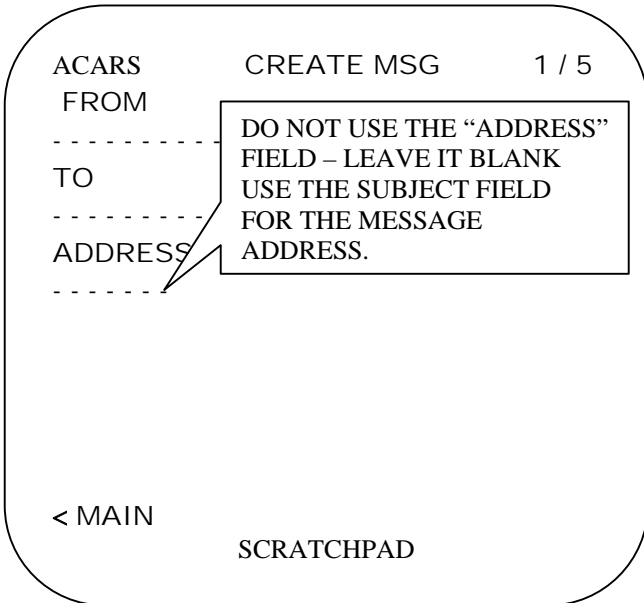 ACARS CREATE MSG 1 / 5
FROM
- - - - - - - - -
TO
- - - - - - - - -
ADDRESS
- - - - - - -
DO NOT USE THE “ADDRESS”
FIELD – LEAVE IT BLANK
USE THE SUBJECT FIELD
FOR THE MESSAGE
ADDRESS.
< MAIN
SCRATCHPAD